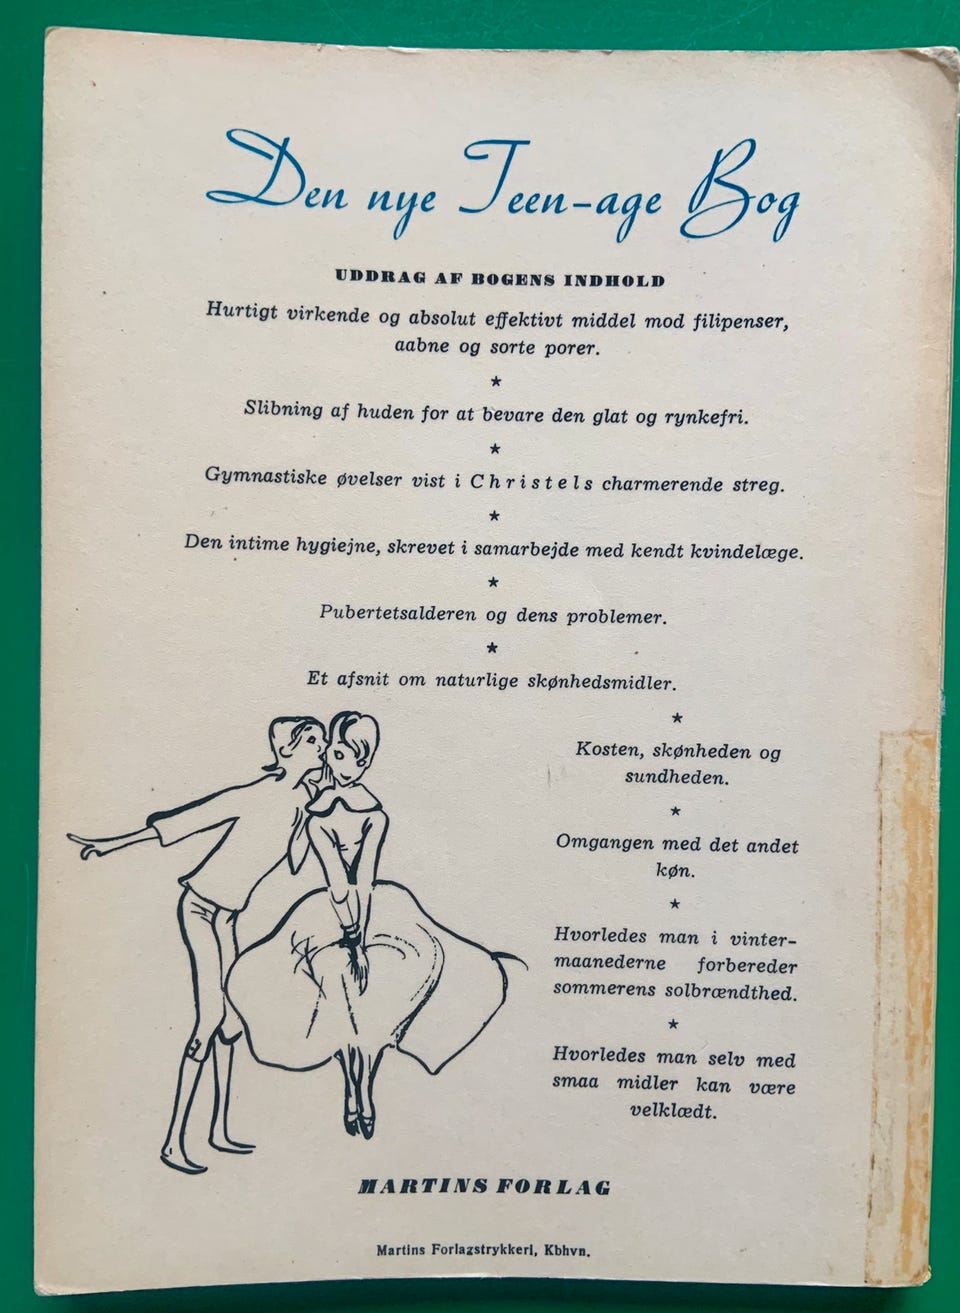 Den nye Teen-age Bog
UDDRAG AF BOGENS INDHOLD
Hurtigt virkende og absolut effektivt middel mod filipenser,
aabne og sorte porer.
★
Slibning af huden for at bevare den glat og rynkefri.
★
Gymnastiske øvelser vist i Christels charmerende streg.
★
Den intime hygiejne, skrevet i samarbejde med kendt kvindelæge.
★
Pubertetsalderen og dens problemer.
★
Et afsnit om naturlige skønhedsmidler.
★
Kosten, skønheden og
sundheden.
★
Omgangen med det andet
køn.
★
Hvorledes man i vinter-
maanederne forbereder
sommerens solbrændthed.
★
Hvorledes man selv med
smaa midler kan være
velklædt.
MARTINS FORLAG
Martins Forlagstrykkeri, Kbhvn.